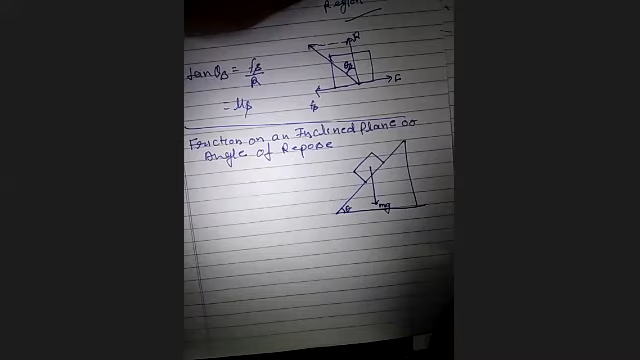 Region
R
tanθs = fs/R
θs
F
= μs
fs
Friction on an Inclined Plane or
Angle of Repose
θ
mg